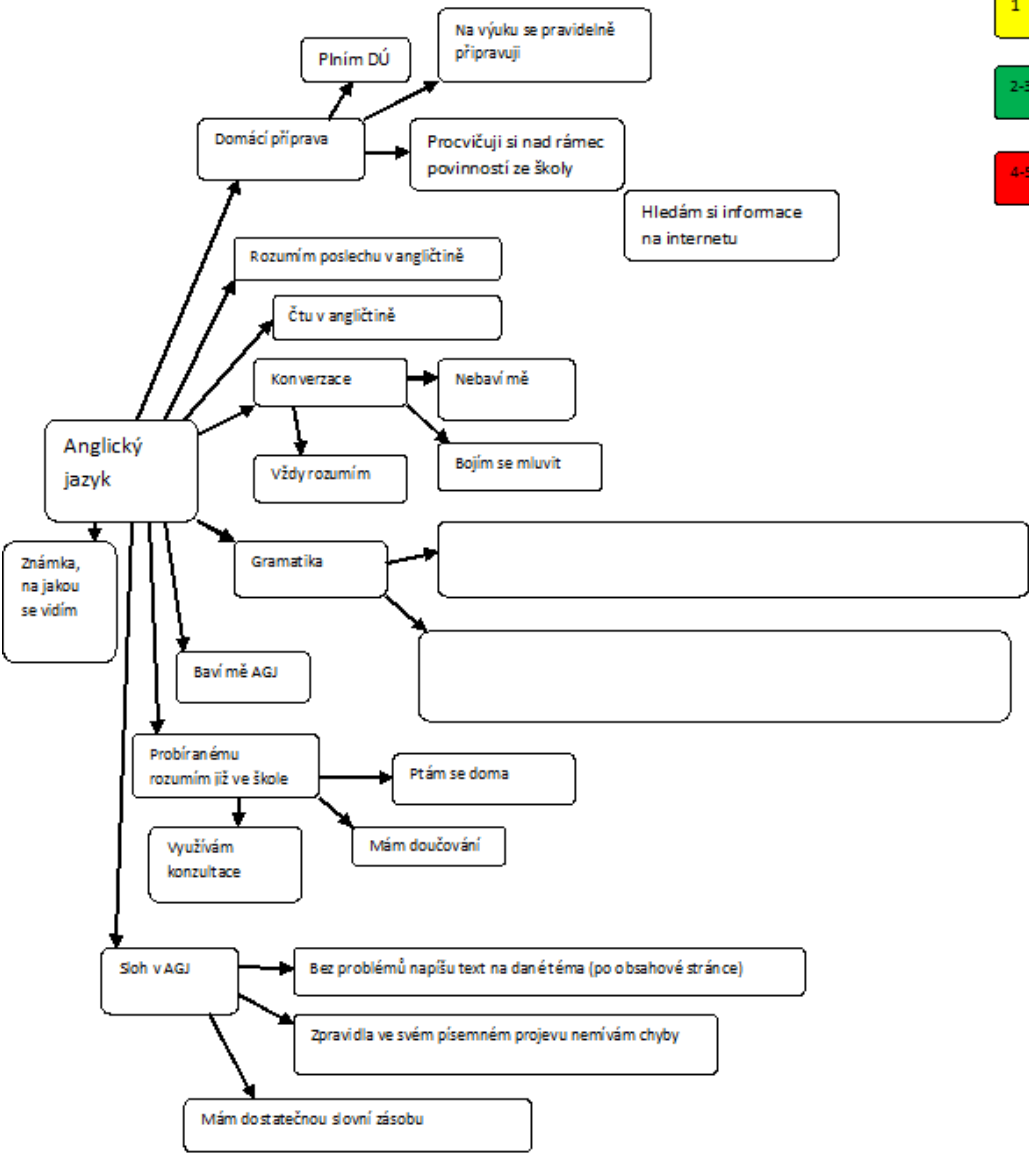 1
Na výuku se pravidelně
připravuji
Plním DÚ
2-3
Domácí příprava
Procvičuji si nad rámec
povinností ze školy
4-5
Hledám si informace
na internetu
Rozumím poslechu v angličtině
Čtu v angličtině
Konverzace
Nebaví mě
Anglický
jazyk
Vždy rozumím
Bojím se mluvit
Známka,
na jakou
se vidím
Gramatika
Baví mě AGJ
Probíranému
rozumím již ve škole
Ptám se doma
Využívám
konzultace
Mám doučování
Sloh v AGJ
Bez problémů napíšu text na dané téma (po obsahové stránce)
Zpravidla ve svém písemném projevu nemívám chyby
Mám dostatečnou slovní zásobu